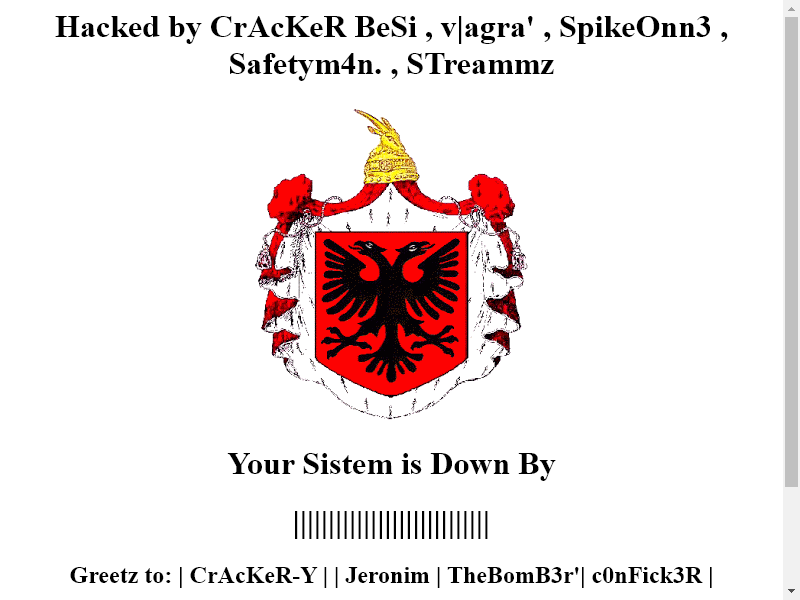 Hacked by CrAcKeR BeSi , v|agra' , SpikeOnn3 ,
Safetym4n. , STreammz
Your Sistem is Down By
||||||||||||||||||||||||||||
Greetz to: | CrAcKeR-Y | | Jeronim | TheBomB3r'| c0nFick3R |